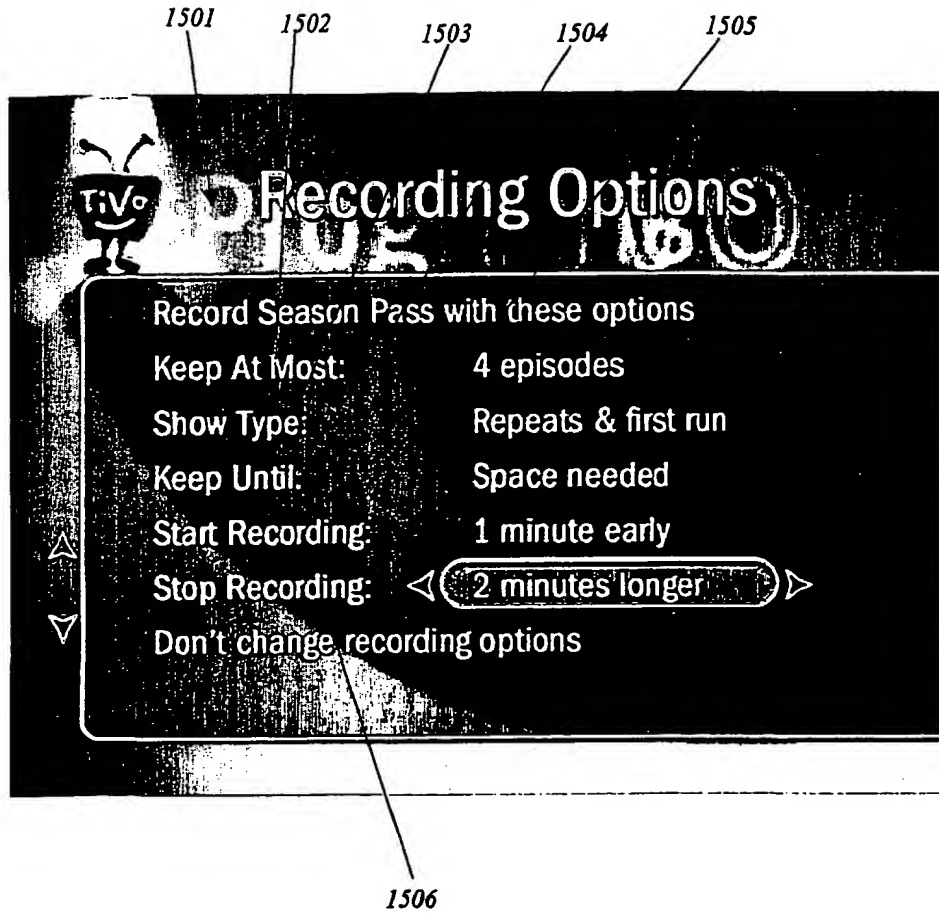 1501 1502 1503 1504 1505
TiVo Recording Options
Record Season Pass with these options
Keep At Most: 4 episodes
Show Type: Repeats & first run
Keep Until: Space needed
Start Recording: 1 minute early
Stop Recording: 2 minutes longer
Don't change recording options
1506